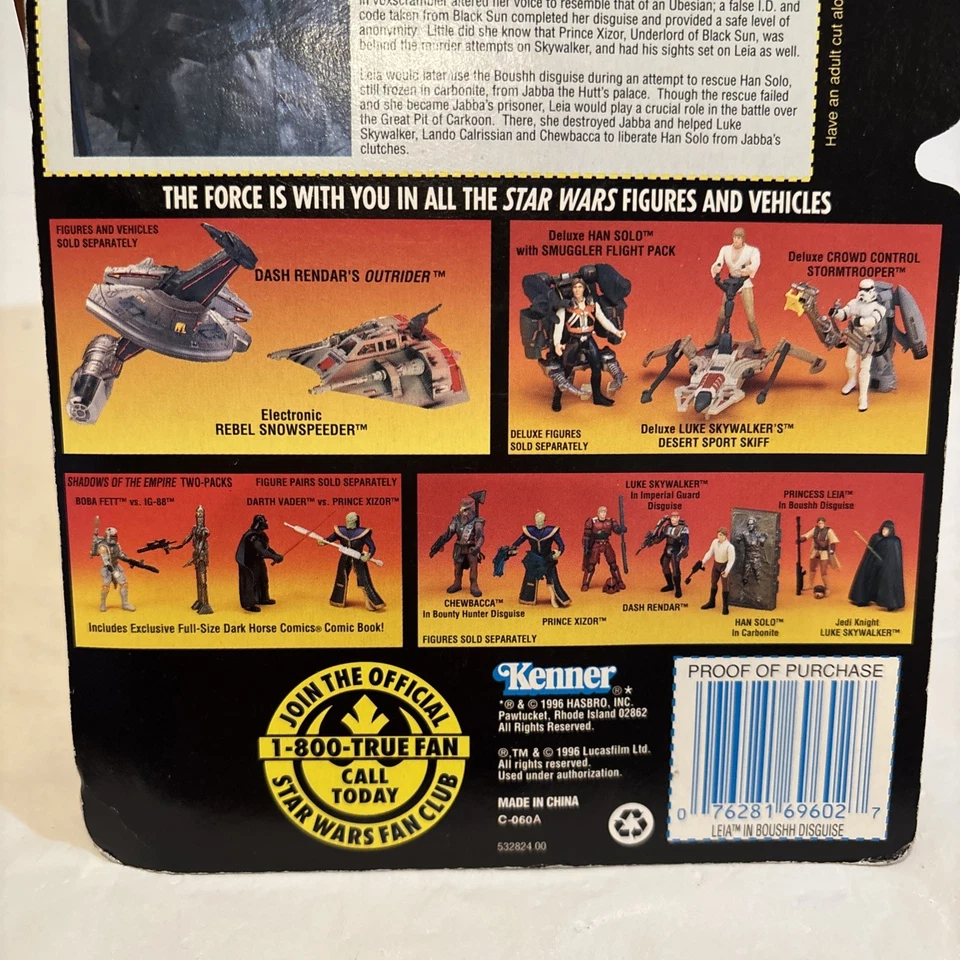 in voxscrambler altered her voice to resemble that of an Ubesian; a false I.D. and
code taken from Black Sun completed her disguise and provided a safe level of
anonymity. Little did she know that Prince Xizor, Underlord of Black Sun, was
behind the murder attempts on Skywalker, and had his sights set on Leia as well.
Leia would later use the Boushh disguise during an attempt to rescue Han Solo,
still frozen in carbonite, from Jabba the Hutt's palace. Though the rescue failed
and she became Jabba's prisoner, Leia would play a crucial role in the battle over
the Great Pit of Carkoon. There, she destroyed Jabba and helped Luke
Skywalker, Lando Calrissian and Chewbacca to liberate Han Solo from Jabba's
clutches.
Have an adult cut alo
THE FORCE IS WITH YOU IN ALL THE STAR WARS FIGURES AND VEHICLES
FIGURES AND VEHICLES
SOLD SEPARATELY
DASH RENDAR'S OUTRIDER™
Electronic
REBEL SNOWSPEEDER™
Deluxe HAN SOLO™
with SMUGGLER FLIGHT PACK
Deluxe CROWD CONTROL
STORMTROOPER™
DELUXE FIGURES
SOLD SEPARATELY
Deluxe LUKE SKYWALKER'S™
DESERT SPORT SKIFF
SHADOWS OF THE EMPIRE TWO-PACKS
FIGURE PAIRS SOLD SEPARATELY
BOBA FETT™ vs. IG-88™
DARTH VADER™ vs. PRINCE XIZOR™
Includes Exclusive Full-Size Dark Horse Comics® Comic Book!
LUKE SKYWALKER™
In Imperial Guard
Disguise
PRINCESS LEIA™
In Boushh Disguise
CHEWBACCA™
In Bounty Hunter Disguise
PRINCE XIZOR™
DASH RENDAR™
HAN SOLO™
In Carbonite
Jedi Knight
LUKE SKYWALKER™
FIGURES SOLD SEPARATELY
JOIN THE OFFICIAL
1-800-TRUE FAN
CALL
TODAY
STAR WARS FAN CLUB
Kenner®*
*® & © 1996 HASBRO, INC.
Pawtucket, Rhode Island 02862
All Rights Reserved.
®,TM & © 1996 Lucasfilm Ltd.
All rights reserved.
Used under authorization.
MADE IN CHINA
C-060A
532824.00
PROOF OF PURCHASE
0 76281 69602 7
LEIA™ IN BOUSHH DISGUISE